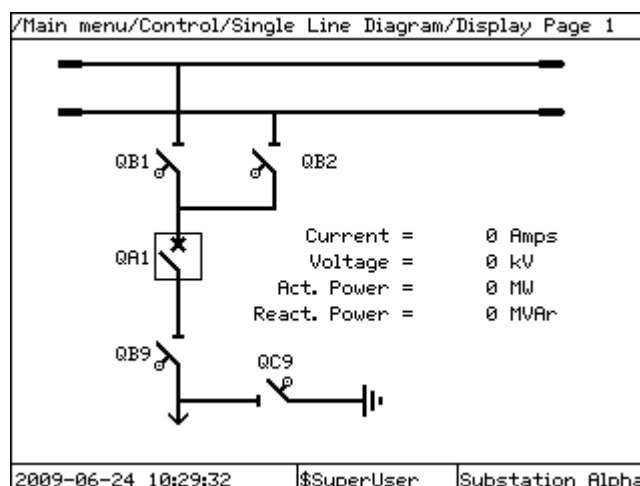 /Main menu/Control/Single Line Diagram/Display Page 1
QB1
QB2
QA1
Current = 0 Amps
Voltage = 0 kV
Act. Power = 0 MW
React. Power = 0 MVAr
QB9
QC9
2009-06-24 10:29:32 $SuperUser Substation Alpha